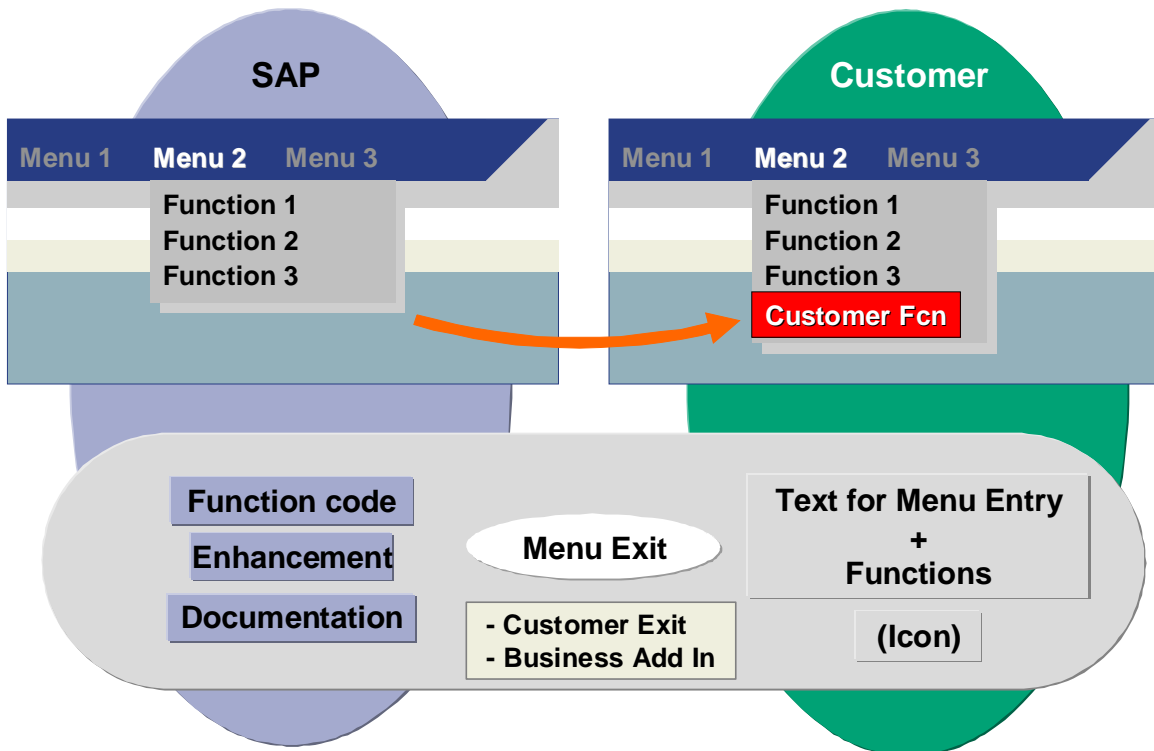 SAP
Customer
Menu 1 Menu 2 Menu 3
Function 1
Function 2
Function 3
Menu 1 Menu 2 Menu 3
Function 1
Function 2
Function 3
Customer Fcn
Function code
Enhancement
Documentation
Menu Exit
- Customer Exit
- Business Add In
Text for Menu Entry
+
Functions
(Icon)